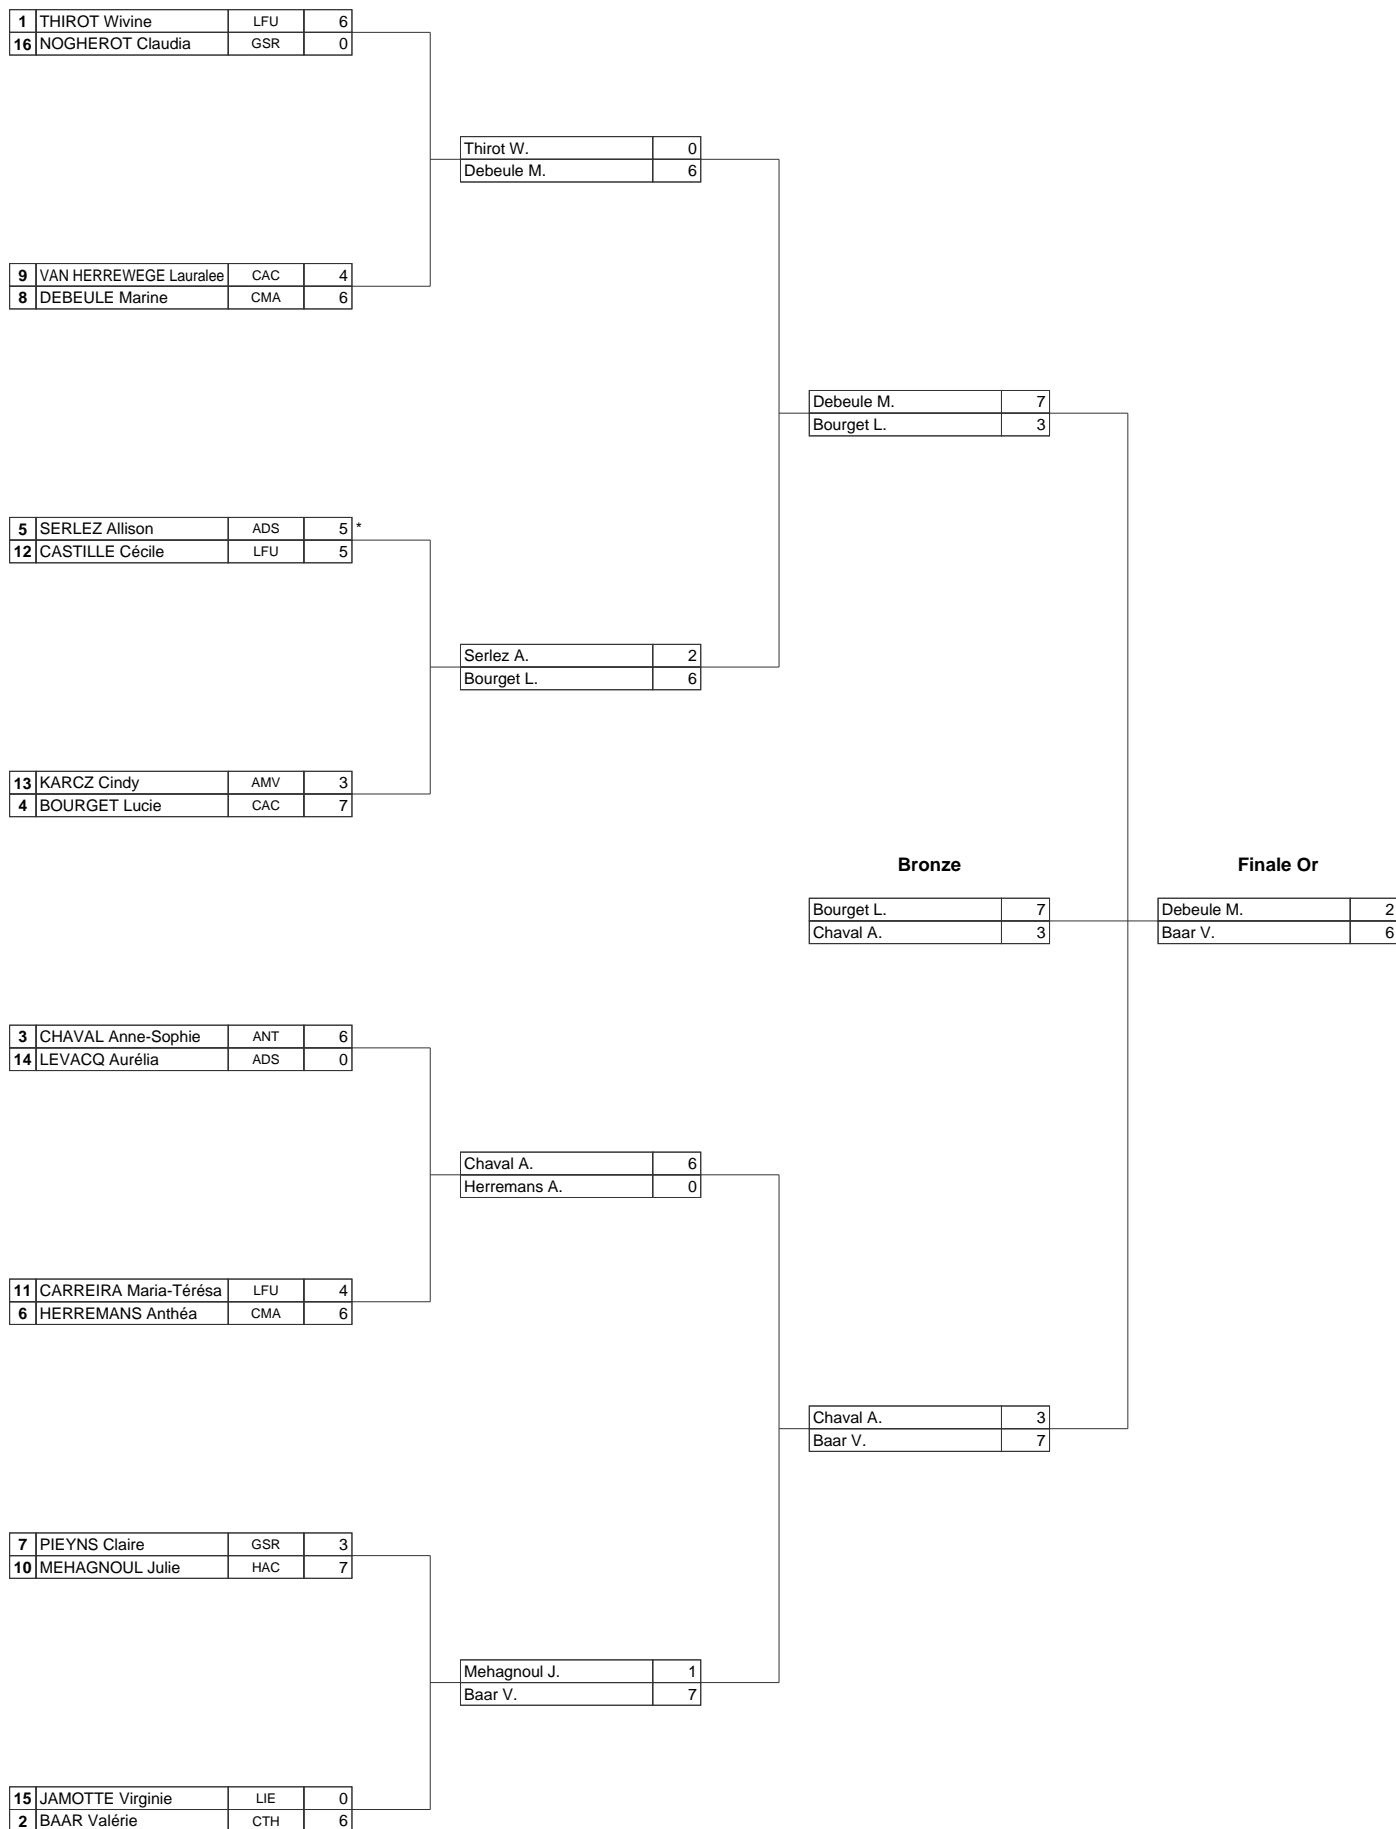 1 THIROT Wivine LFU 6
16 NOGHEROT Claudia GSR 0
Thirot W. 0
Debeule M. 6
9 VAN HERREWEGE Lauralee CAC 4
8 DEBEULE Marine CMA 6
Debeule M. 7
Bourget L. 3
5 SERLEZ Allison ADS 5 *
12 CASTILLE Cécile LFU 5
Serlez A. 2
Bourget L. 6
13 KARCZ Cindy AMV 3
4 BOURGET Lucie CAC 7
Bronze Finale Or
Bourget L. 7 Debeule M. 2
Chaval A. 3 Baar V. 6
3 CHAVAL Anne-Sophie ANT 6
14 LEVACQ Aurélia ADS 0
Chaval A. 6
Herremans A. 0
11 CARREIRA Maria-Térésa LFU 4
6 HERREMANS Anthéa CMA 6
Chaval A. 3
Baar V. 7
7 PIEYNS Claire GSR 3
10 MEHAGNOUL Julie HAC 7
Mehagnoul J. 1
Baar V. 7
15 JAMOTTE Virginie LIE 0
2 BAAR Valérie CTH 6